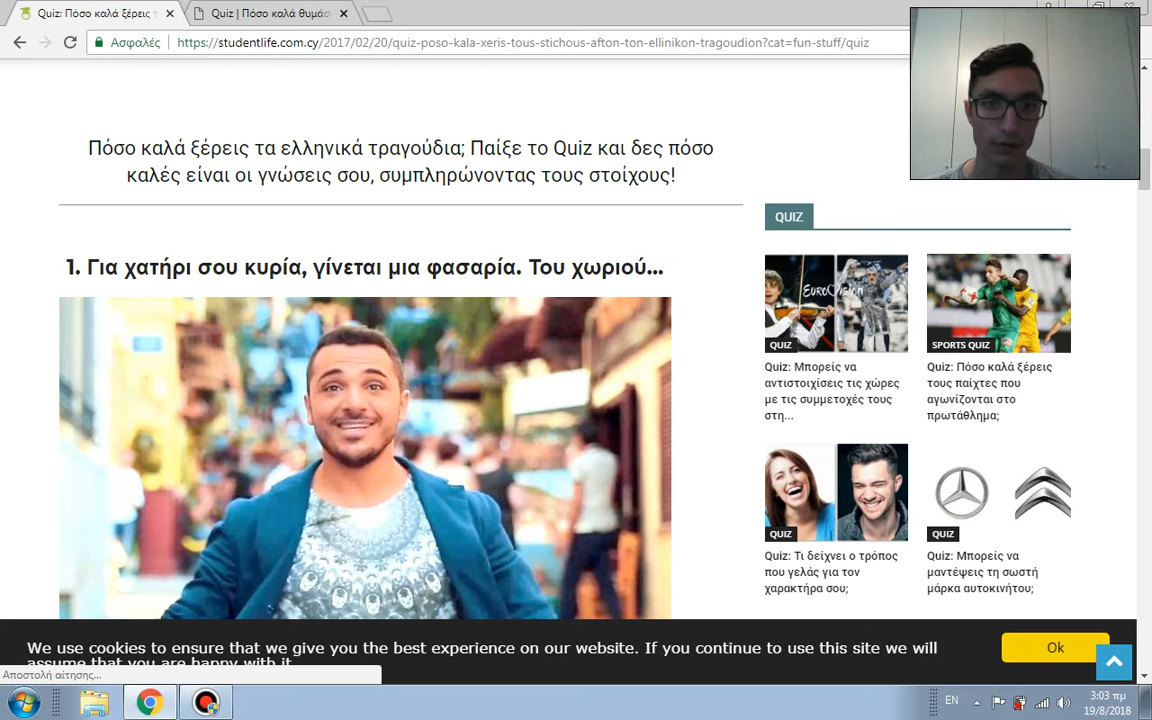 Quiz: Πόσο καλά ξέρεις τ
Quiz | Πόσο καλά θυμάσ
Ασφαλές
https://studentlife.com.cy/2017/02/20/quiz-poso-kala-xeris-tous-stichous-afton-ton-ellinikon-tragoudion?cat=fun-stuff/quiz
Πόσο καλά ξέρεις τα ελληνικά τραγούδια; Παίξε το Quiz και δες πόσο
καλές είναι οι γνώσεις σου, συμπληρώνοντας τους στοίχους!
1. Για χατήρι σου κυρία, γίνεται μια φασαρία. Του χωριού...
QUIZ
EUROVISION
QUIZ
Quiz: Μπορείς να
αντιστοιχίσεις τις χώρες
με τις συμμετοχές τους
στη...
SPORTS QUIZ
Quiz: Πόσο καλά ξέρεις
τους παίχτες που
αγωνίζονται στο
πρωτάθλημα;
QUIZ
Quiz: Τι δείχνει ο τρόπος
που γελάς για τον
χαρακτήρα σου;
QUIZ
Quiz: Μπορείς να
μαντέψεις τη σωστή
μάρκα αυτοκινήτου;
We use cookies to ensure that we give you the best experience on our website. If you continue to use this site we will
assume that you are happy with it
Ok
Αποστολή αίτησης...
EN
3:03 πμ
19/8/2018